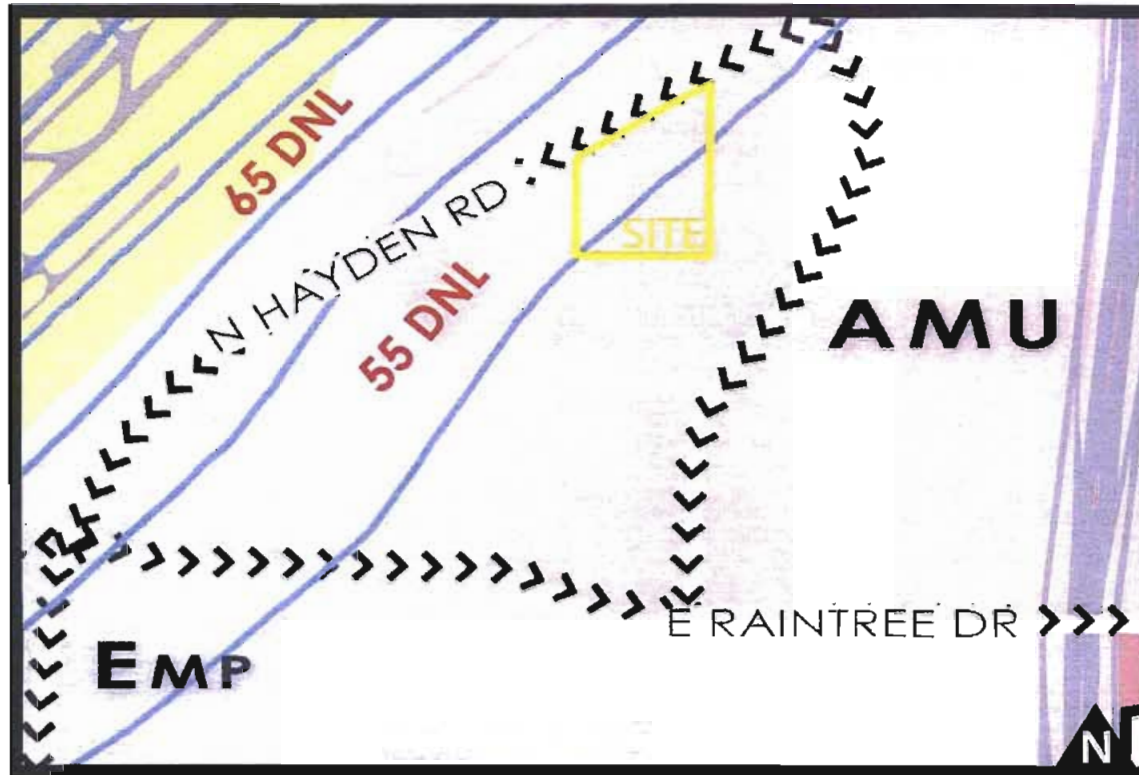 65 DNL
N HAYDEN RD
55 DNL
SITE
AMU
E RAINTREE DR
EMP
N